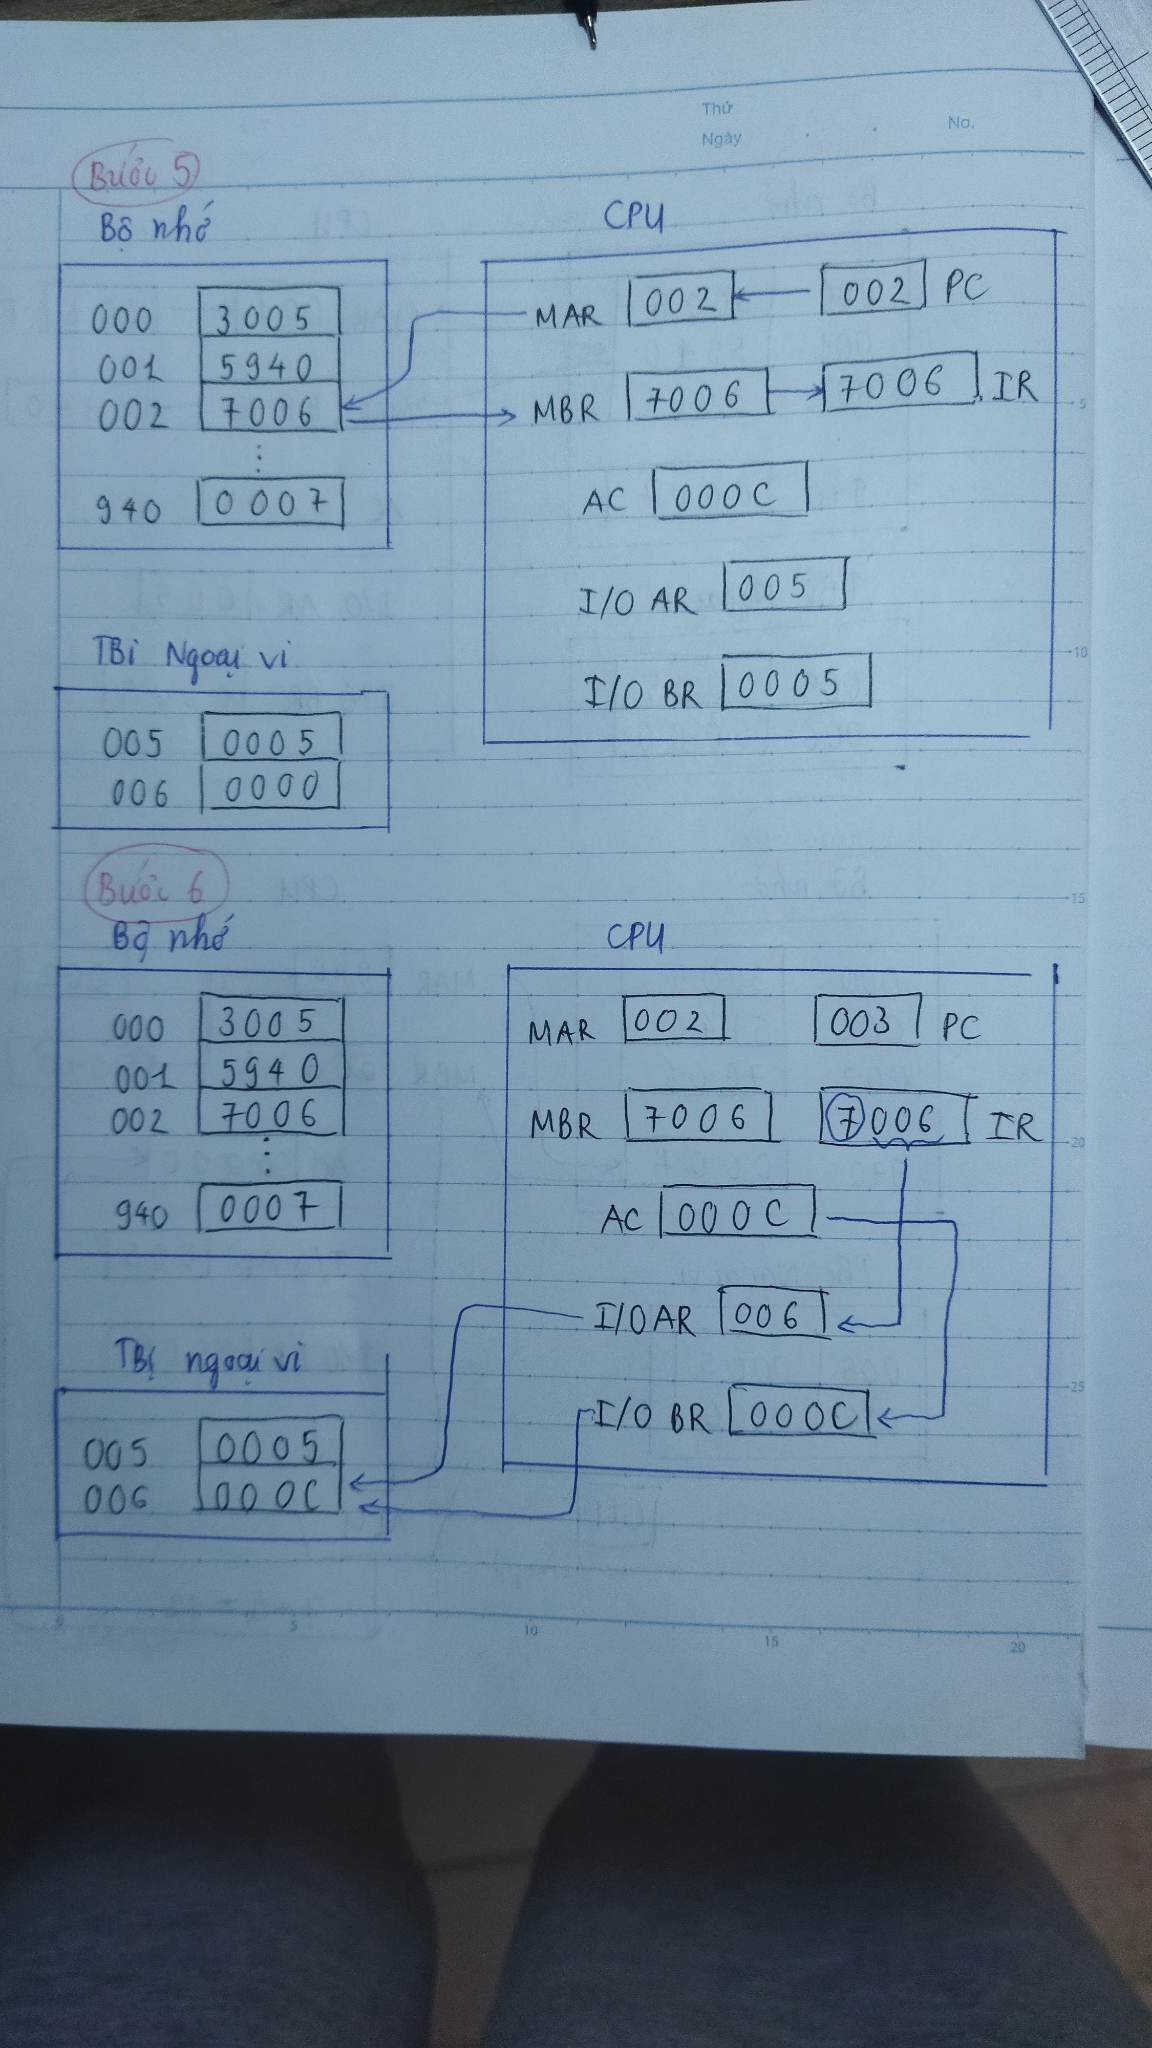 Thứ
Ngày
No.
Bước 5
Bộ nhớ
CPU
000 3005
001 5940
002 7006
⋮
940 0007
MAR 002 002 PC
MBR 7006 7006 IR
AC 000C
I/O AR 005
I/O BR 0005
TBi Ngoại vi
005 0005
006 0000
Bước 6
Bộ nhớ
CPU
000 3005
001 5940
002 7006
⋮
940 0007
MAR 002 003 PC
MBR 7006 7006 IR
AC 000C
I/O AR 006
I/O BR 000C
TBị ngoại vi
005 0005
006 000C
5
10
15
20
25
0 5 10 15 20